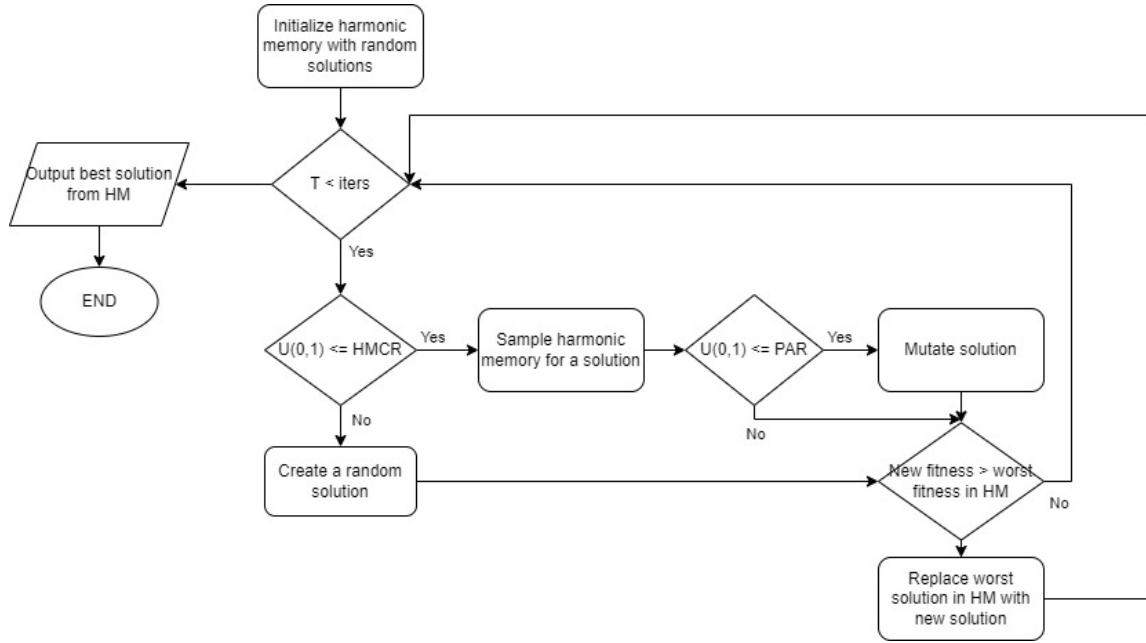 Initialize harmonic
memory with random
solutions
Output best solution
from HM
T < iters
Yes
END
U(0,1) <= HMCR
Yes
Sample harmonic
memory for a solution
U(0,1) <= PAR
Yes
Mutate solution
No
No
Create a random
solution
New fitness > worst
fitness in HM
No
Replace worst
solution in HM with
new solution